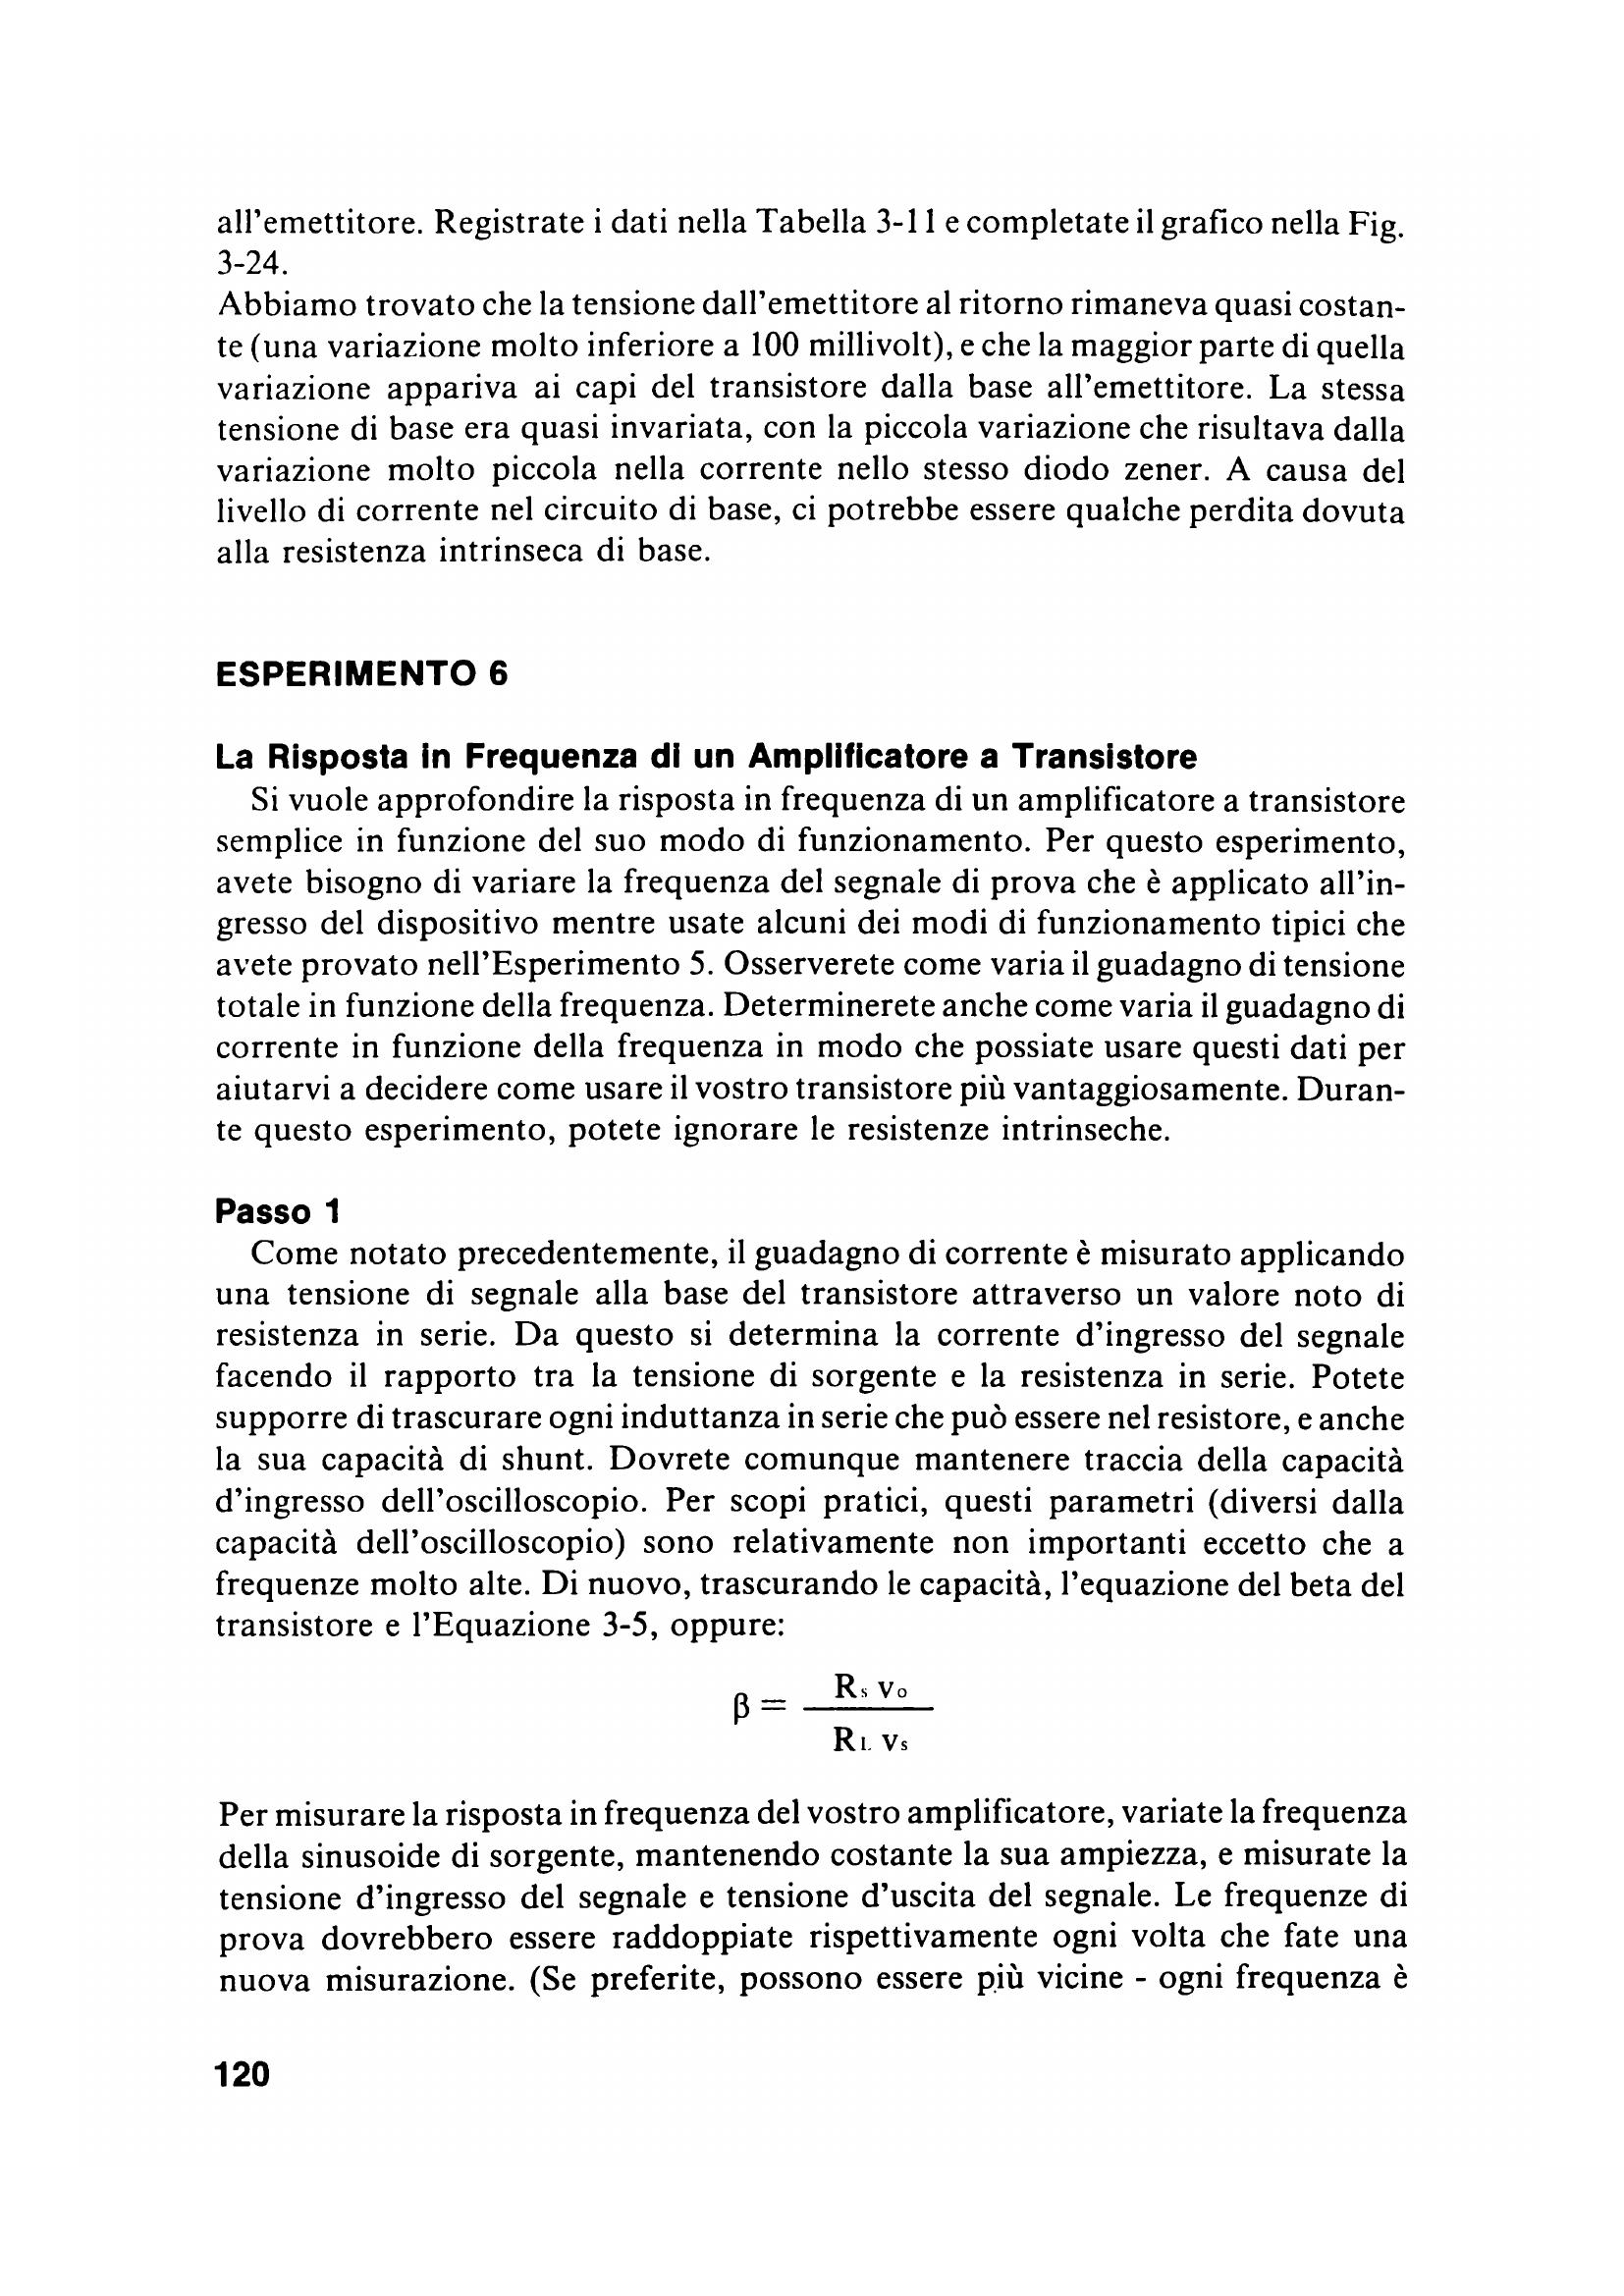 all'emettitore. Registrate i dati nella Tabella 3-11 e completate il grafico nella Fig.
3-24.
Abbiamo trovato che la tensione dall'emettitore al ritorno rimaneva quasi costan-
te (una variazione molto inferiore a 100 millivolt), e che la maggior parte di quella
variazione appariva ai capi del transistore dalla base all'emettitore. La stessa
tensione di base era quasi invariata, con la piccola variazione che risultava dalla
variazione molto piccola nella corrente nello stesso diodo zener. A causa del
livello di corrente nel circuito di base, ci potrebbe essere qualche perdita dovuta
alla resistenza intrinseca di base.
ESPERIMENTO 6
La Risposta in Frequenza di un Amplificatore a Transistore
Si vuole approfondire la risposta in frequenza di un amplificatore a transistore
semplice in funzione del suo modo di funzionamento. Per questo esperimento,
avete bisogno di variare la frequenza del segnale di prova che è applicato all'in-
gresso del dispositivo mentre usate alcuni dei modi di funzionamento tipici che
avete provato nell'Esperimento 5. Osserverete come varia il guadagno di tensione
totale in funzione della frequenza. Determinerete anche come varia il guadagno di
corrente in funzione della frequenza in modo che possiate usare questi dati per
aiutarvi a decidere come usare il vostro transistore più vantaggiosamente. Duran-
te questo esperimento, potete ignorare le resistenze intrinseche.
Passo 1
Come notato precedentemente, il guadagno di corrente è misurato applicando
una tensione di segnale alla base del transistore attraverso un valore noto di
resistenza in serie. Da questo si determina la corrente d'ingresso del segnale
facendo il rapporto tra la tensione di sorgente e la resistenza in serie. Potete
supporre di trascurare ogni induttanza in serie che può essere nel resistore, e anche
la sua capacità di shunt. Dovrete comunque mantenere traccia della capacità
d'ingresso dell'oscilloscopio. Per scopi pratici, questi parametri (diversi dalla
capacità dell'oscilloscopio) sono relativamente non importanti eccetto che a
frequenze molto alte. Di nuovo, trascurando le capacità, l'equazione del beta del
transistore e l'Equazione 3-5, oppure:
β = Rs vo / RL vs
Per misurare la risposta in frequenza del vostro amplificatore, variate la frequenza
della sinusoide di sorgente, mantenendo costante la sua ampiezza, e misurate la
tensione d'ingresso del segnale e tensione d'uscita del segnale. Le frequenze di
prova dovrebbero essere raddoppiate rispettivamente ogni volta che fate una
nuova misurazione. (Se preferite, possono essere più vicine - ogni frequenza è
120